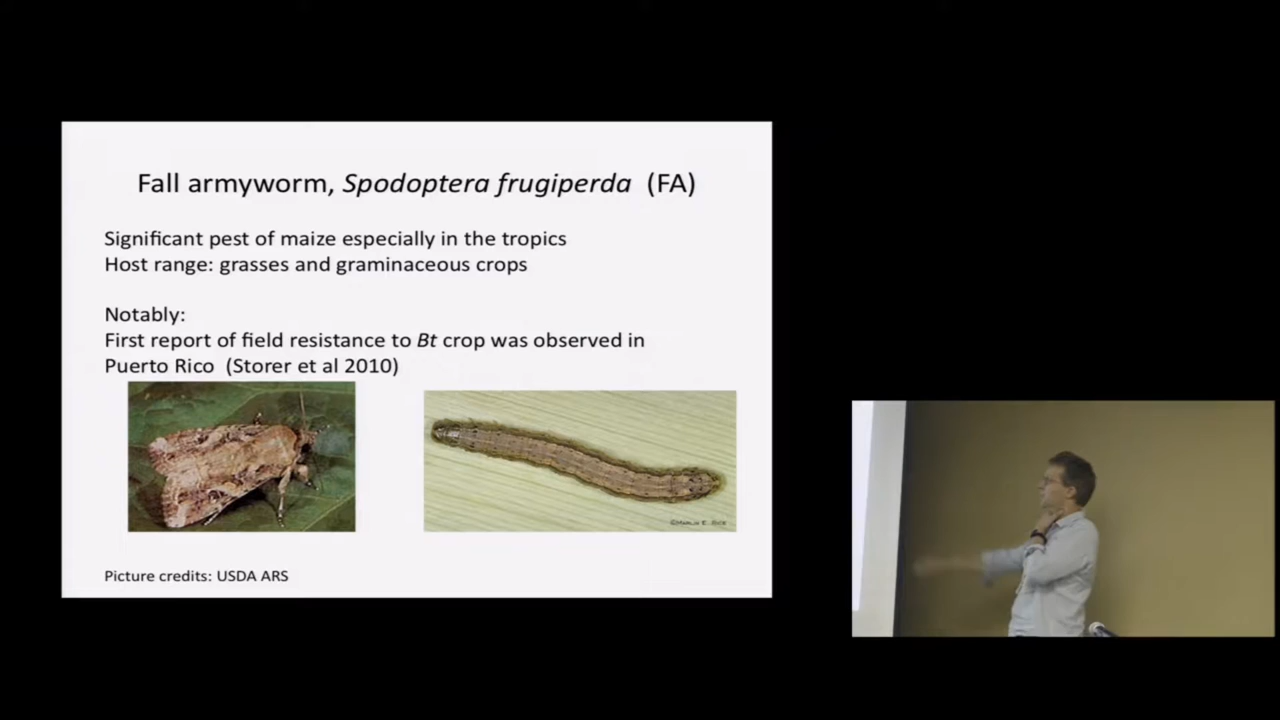 Fall armyworm, Spodoptera frugiperda (FA)
Significant pest of maize especially in the tropics
Host range: grasses and graminaceous crops
Notably:
First report of field resistance to Bt crop was observed in
Puerto Rico (Storer et al 2010)
Picture credits: USDA ARS